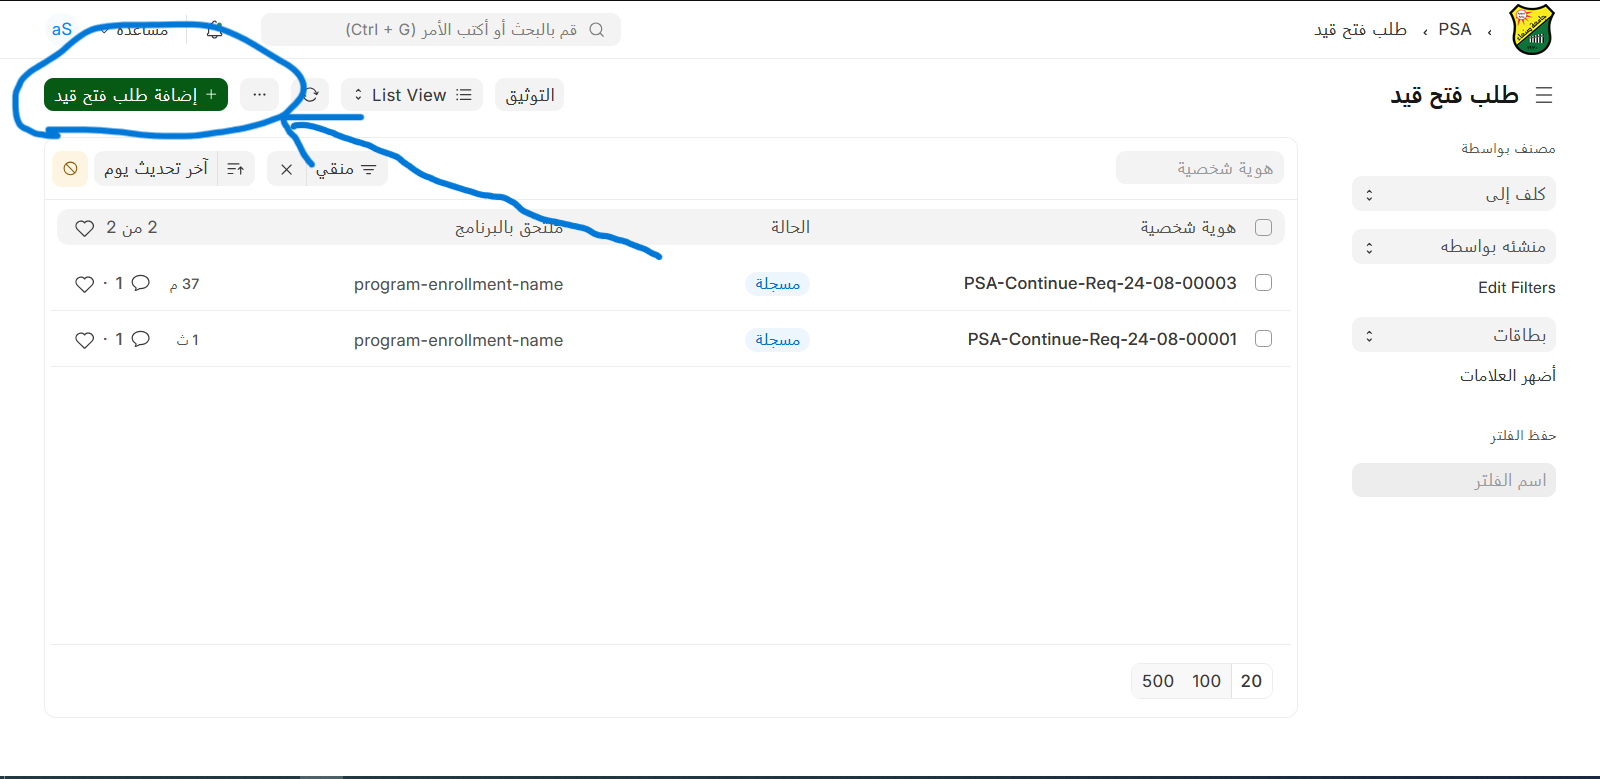 PSA › طلب فتح قيد
قم بالبحث أو أكتب الأمر (Ctrl + G)
مساعدة
aS
طلب فتح قيد
التوثيق
List View
...
+ إضافة طلب فتح قيد
مصنف بواسطة
كلف إلى
منشئه بواسطه
Edit Filters
بطاقات
أضهر العلامات
حفظ الفلتر
اسم الفلتر
هوية شخصية
منقي
آخر تحديث يوم
هوية شخصية الحالة ملتحق بالبرنامج 2 من 2
PSA-Continue-Req-24-08-00003 مسجلة program-enrollment-name 37 م 1 ·
PSA-Continue-Req-24-08-00001 مسجلة program-enrollment-name 1 ث 1 ·
20 100 500